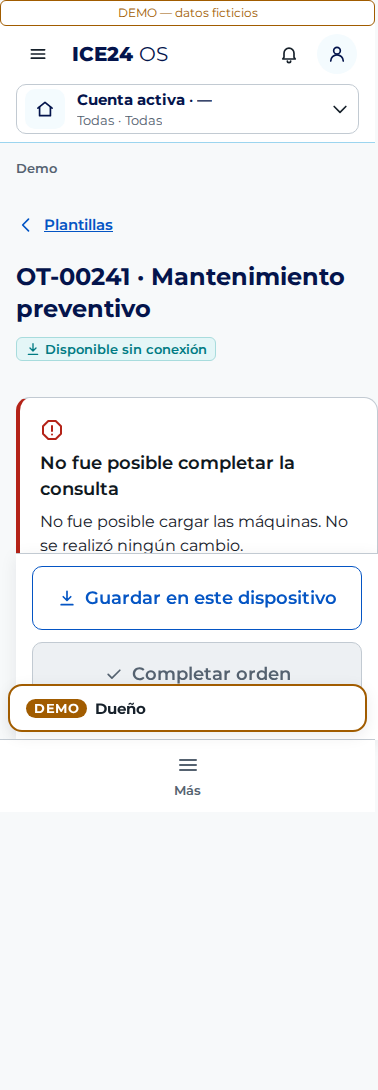 DEMO — datos ficticios
ICE24 OS
Cuenta activa · —
Todas · Todas
Demo
Plantillas
OT-00241 · Mantenimiento
preventivo
Disponible sin conexión
No fue posible completar la
consulta
No fue posible cargar las máquinas. No
se realizó ningún cambio.
Guardar en este dispositivo
Completar orden
DEMO Dueño
Más